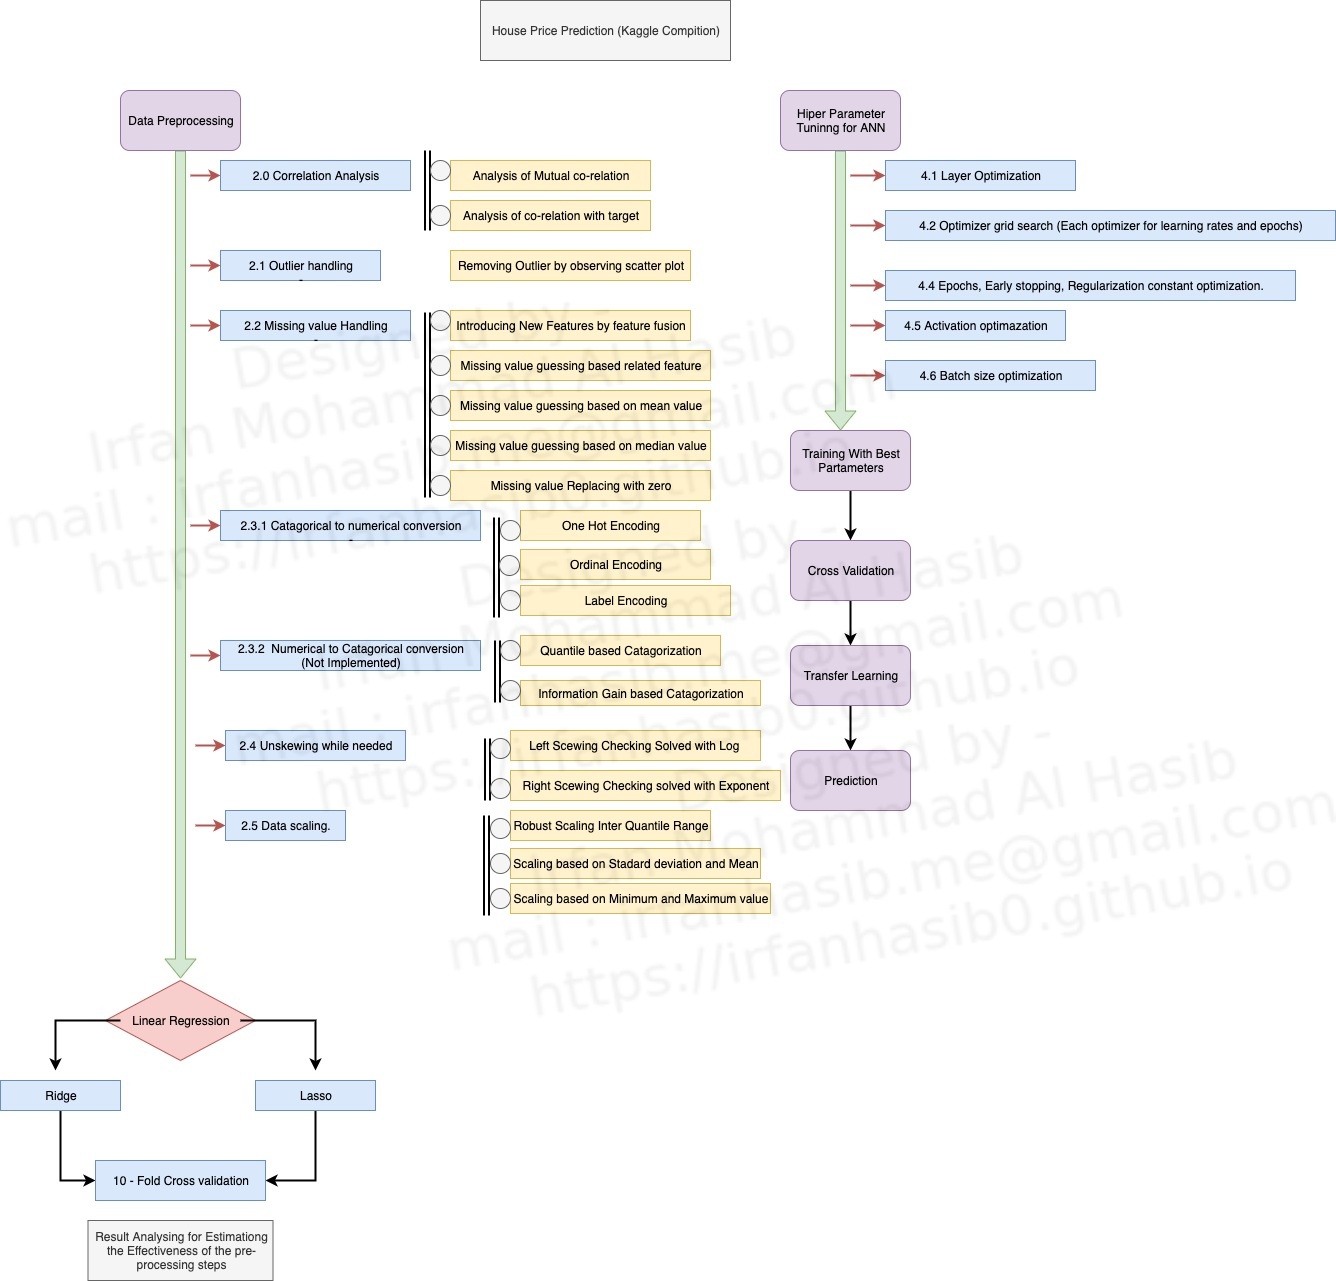 House Price Prediction (Kaggle Compition)
Data Preprocessing
2.0 Correlation Analysis
Analysis of Mutual co-relation
Analysis of co-relation with target
2.1 Outlier handling
Removing Outlier by observing scatter plot
2.2 Missing value Handling
Introducing New Features by feature fusion
Missing value guessing based related feature
Missing value guessing based on mean value
Missing value guessing based on median value
Missing value Replacing with zero
2.3.1 Catagorical to numerical conversion
One Hot Encoding
Ordinal Encoding
Label Encoding
2.3.2 Numerical to Catagorical conversion
(Not Implemented)
Quantile based Catagorization
Information Gain based Catagorization
2.4 Unskewing while needed
Left Scewing Checking Solved with Log
Right Scewing Checking solved with Exponent
2.5 Data scaling.
Robust Scaling Inter Quantile Range
Scaling based on Stadard deviation and Mean
Scaling based on Minimum and Maximum value
Linear Regression
Ridge
Lasso
10 - Fold Cross validation
Result Analysing for Estimationg
the Effectiveness of the pre-
processing steps
Hiper Parameter
Tuninng for ANN
4.1 Layer Optimization
4.2 Optimizer grid search (Each optimizer for learning rates and epochs)
4.4 Epochs, Early stopping, Regularization constant optimization.
4.5 Activation optimazation
4.6 Batch size optimization
Training With Best
Partameters
Cross Validation
Transfer Learning
Prediction
Designed by -
Irfan Mohammad Al Hasib
mail : irfanhasib.me@gmail.com
https://irfanhasib0.github.io
Designed by -
Irfan Mohammad Al Hasib
mail : irfanhasib.me@gmail.com
https://irfanhasib0.github.io
Designed by -
Irfan Mohammad Al Hasib
mail : irfanhasib.me@gmail.com
https://irfanhasib0.github.io